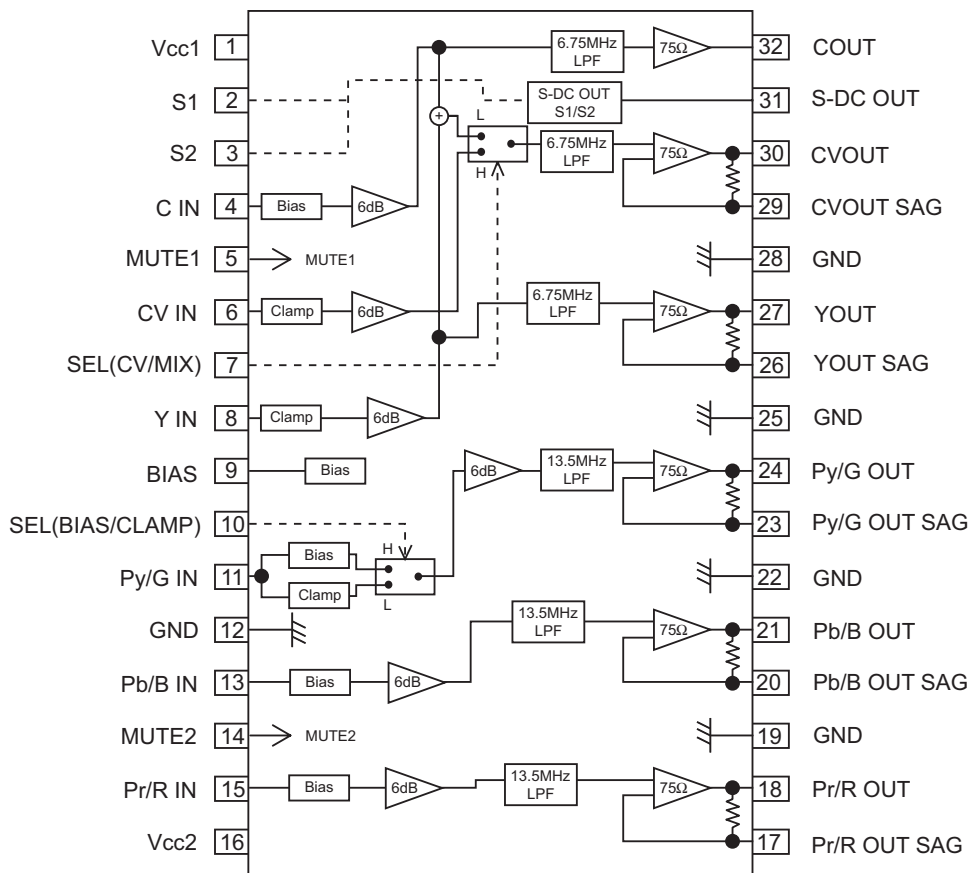 Vcc1 1
S1 2
S2 3
C IN 4
MUTE1 5
CV IN 6
SEL(CV/MIX) 7
Y IN 8
BIAS 9
SEL(BIAS/CLAMP) 10
Py/G IN 11
GND 12
Pb/B IN 13
MUTE2 14
Pr/R IN 15
Vcc2 16
6.75MHz
LPF
75Ω
S-DC OUT
S1/S2
L
+
H
6.75MHz
LPF
75Ω
Bias
6dB
MUTE1
Clamp
6dB
6.75MHz
LPF
75Ω
Clamp
6dB
Bias
6dB
13.5MHz
LPF
75Ω
Bias
Clamp
H
L
13.5MHz
LPF
75Ω
Bias
6dB
MUTE2
Bias
6dB
13.5MHz
LPF
75Ω
32 COUT
31 S-DC OUT
30 CVOUT
29 CVOUT SAG
28 GND
27 YOUT
26 YOUT SAG
25 GND
24 Py/G OUT
23 Py/G OUT SAG
22 GND
21 Pb/B OUT
20 Pb/B OUT SAG
19 GND
18 Pr/R OUT
17 Pr/R OUT SAG